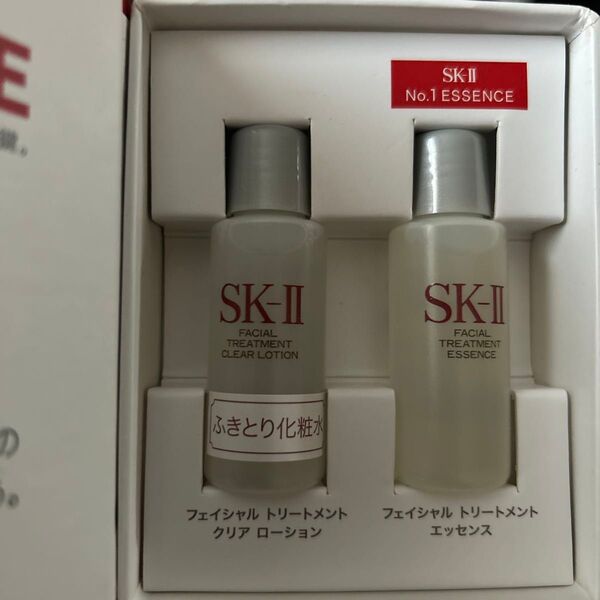 E
徴。
の
。
SK-II
No.1 ESSENCE
SK-II
FACIAL
TREATMENT
CLEAR LOTION
ふきとり化粧水
SK-II
FACIAL
TREATMENT
ESSENCE
フェイシャル トリートメント
クリア ローション
フェイシャル トリートメント
エッセンス